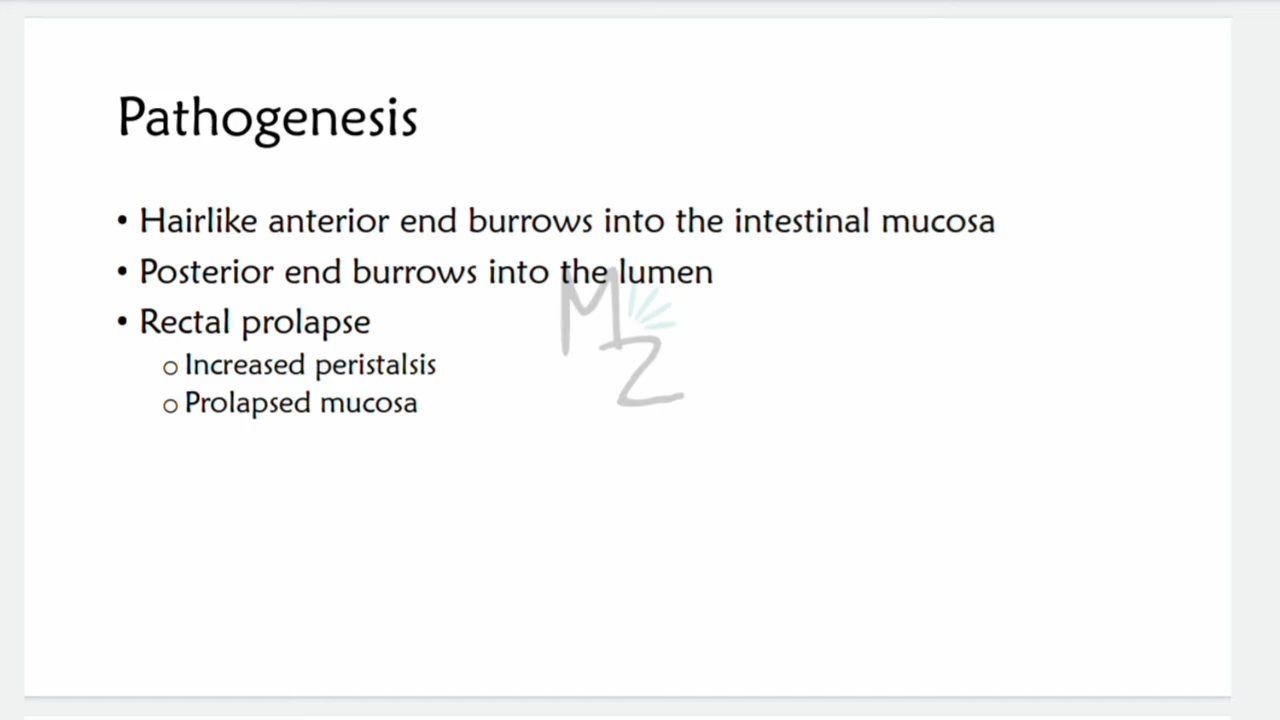 Pathogenesis
• Hairlike anterior end burrows into the intestinal mucosa
• Posterior end burrows into the lumen
• Rectal prolapse
o Increased peristalsis
o Prolapsed mucosa
MZ